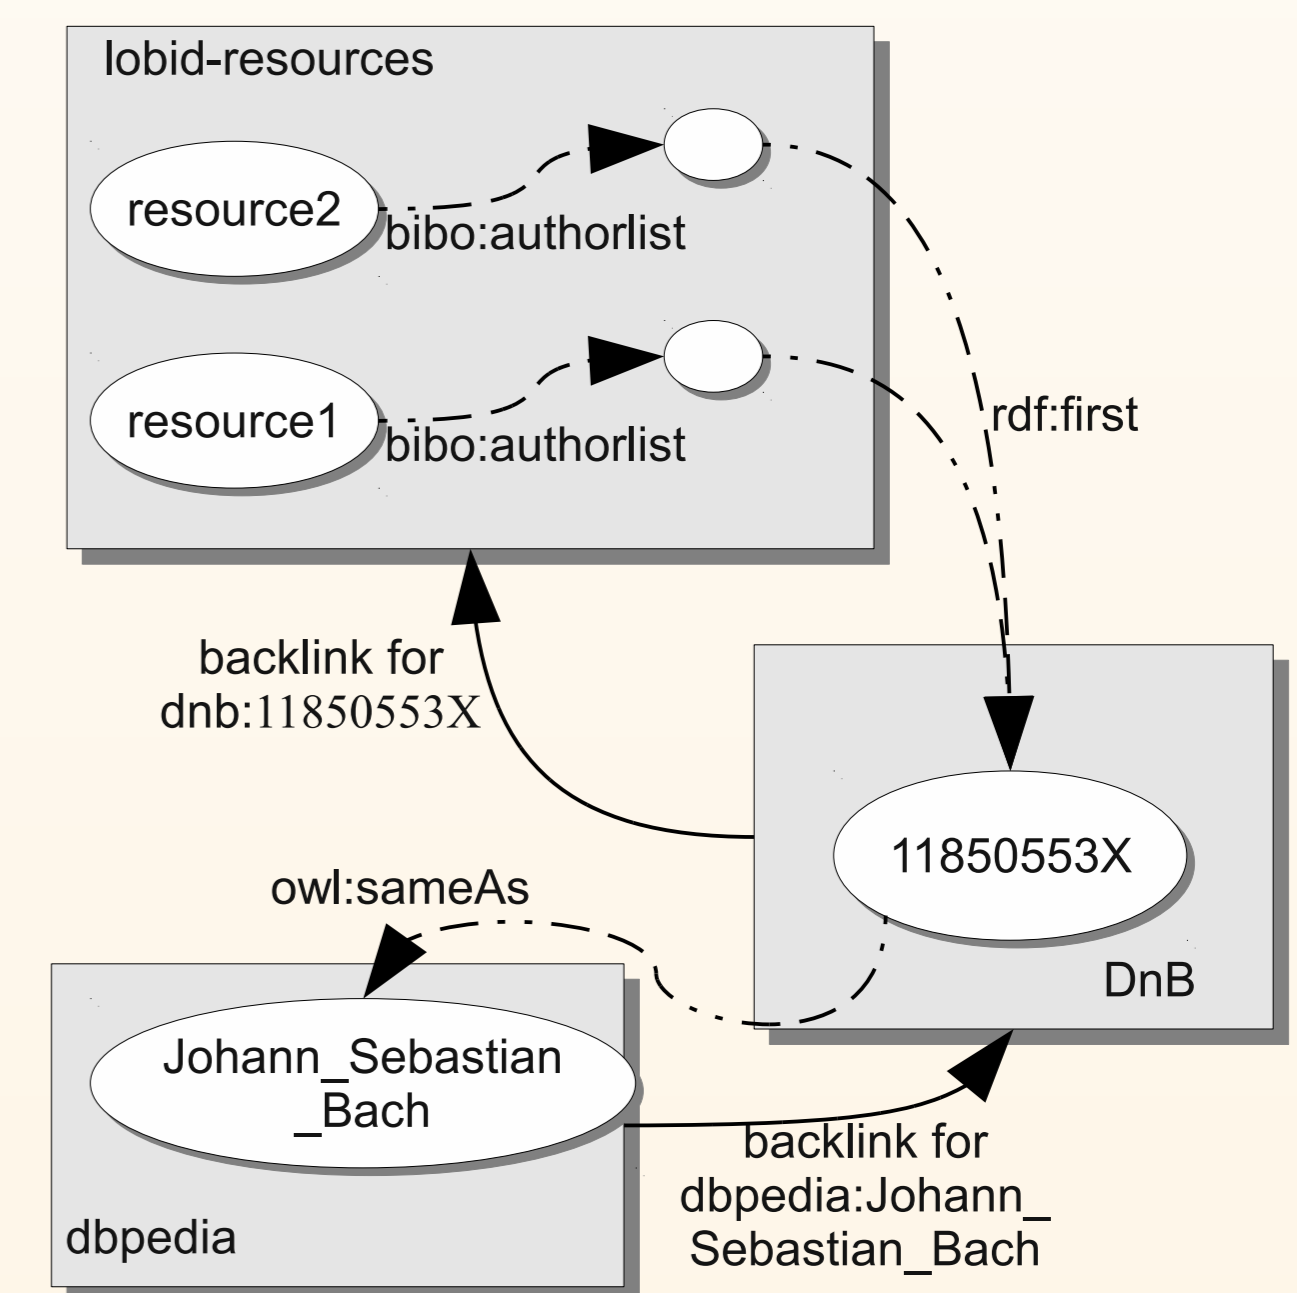 lobid-resources
resource2
bibo:authorlist
resource1
bibo:authorlist
rdf:first
backlink for
dnb:11850553X
11850553X
owl:sameAs
DnB
Johann_Sebastian
_Bach
backlink for
dbpedia:Johann_
Sebastian_Bach
dbpedia